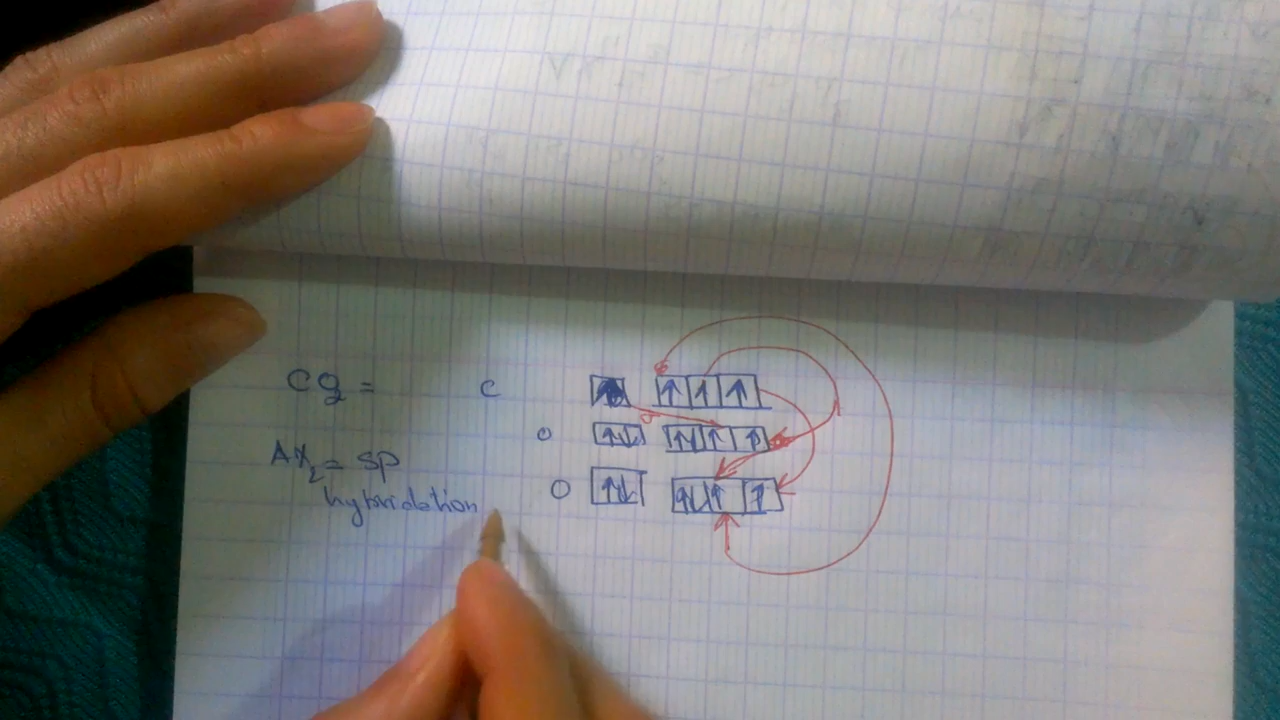 CO2 =
C
O
AX2 = sp
O
hybridation
σ